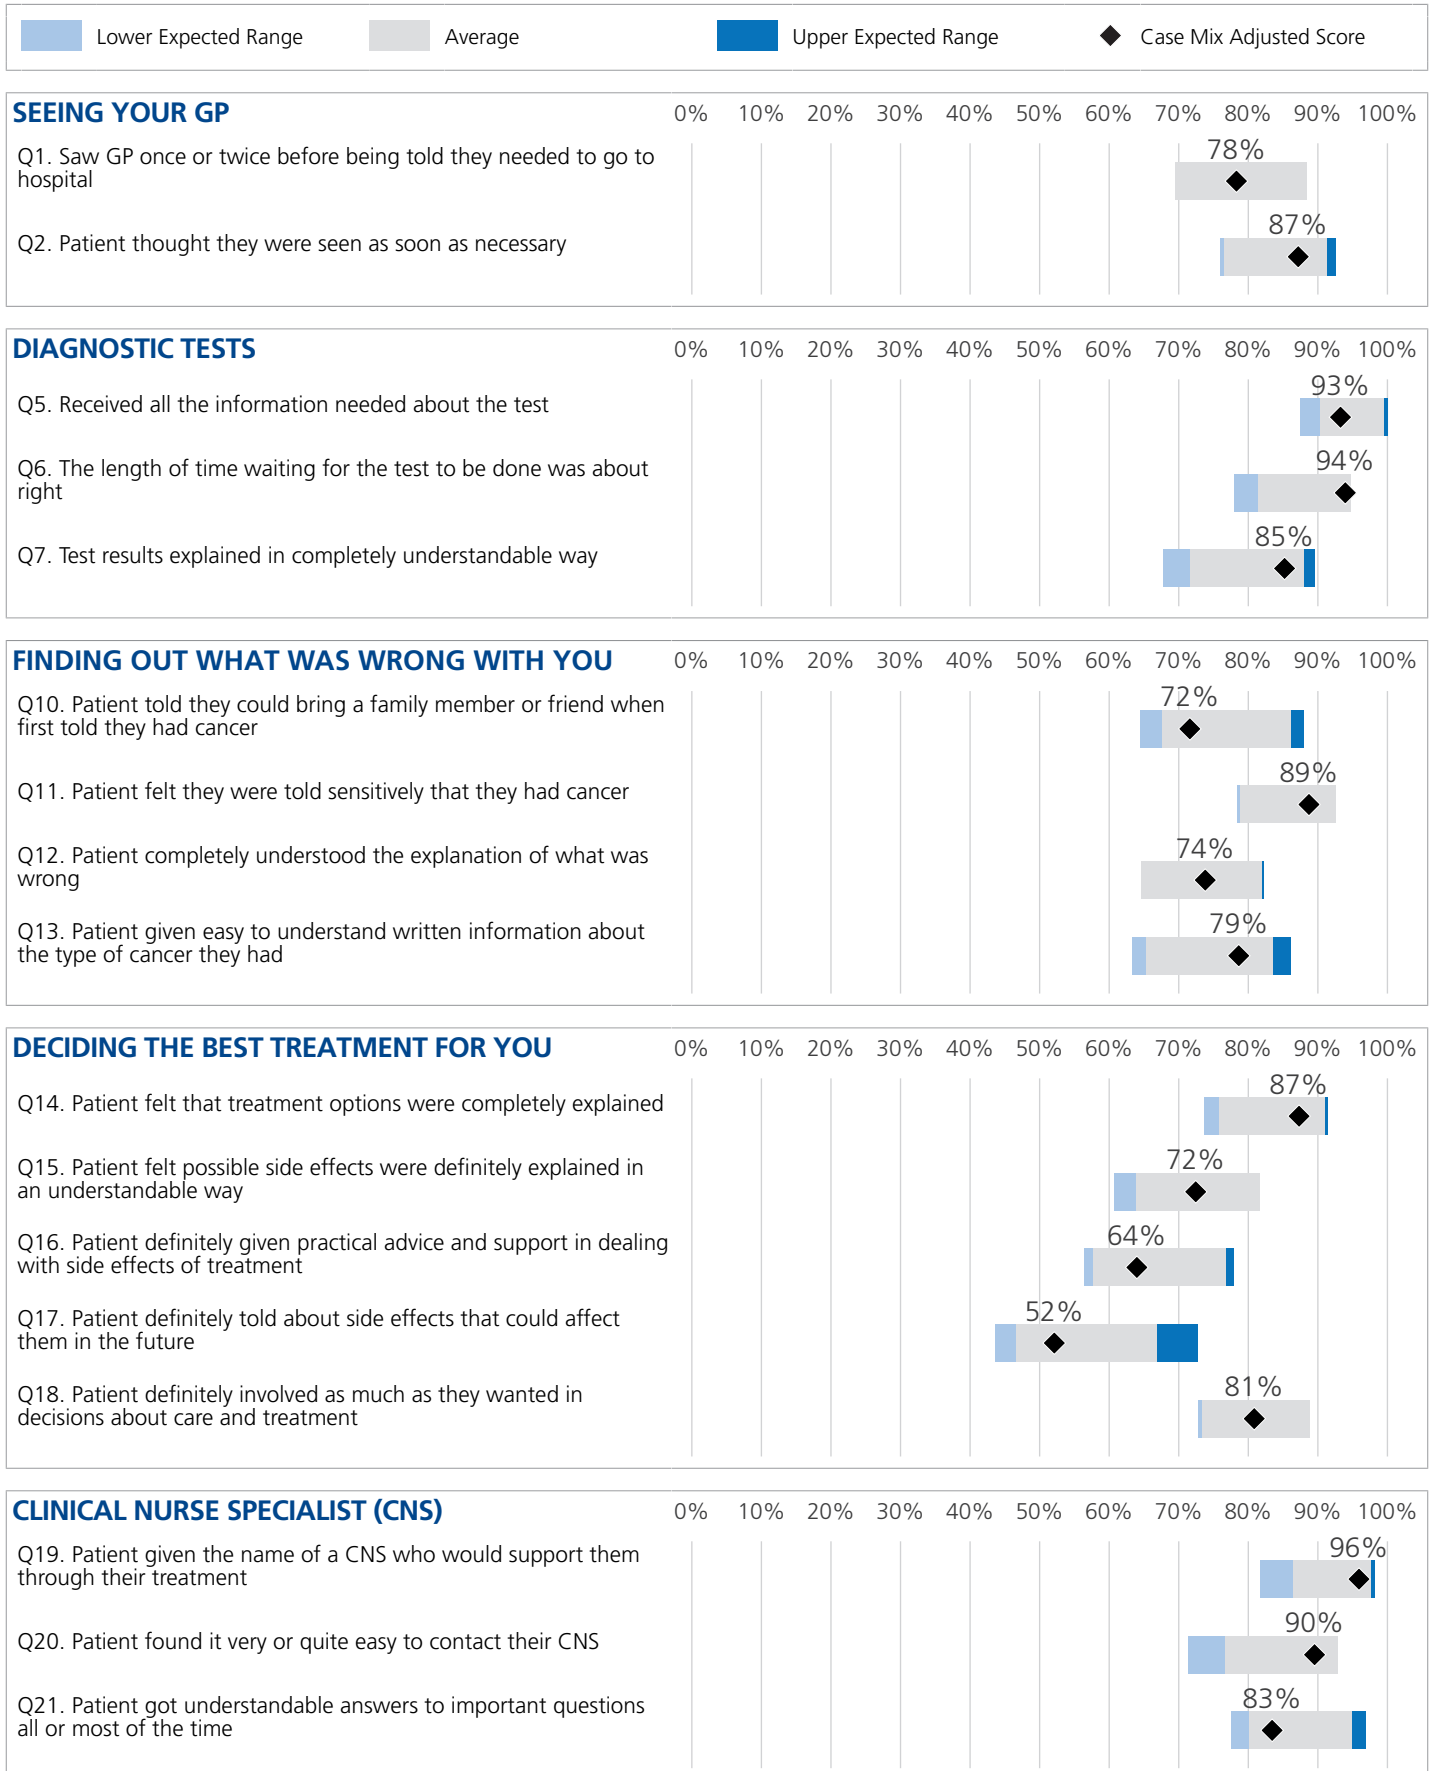 Lower Expected Range Average Upper Expected Range Case Mix Adjusted Score
SEEING YOUR GP 0% 10% 20% 30% 40% 50% 60% 70% 80% 90% 100%
Q1. Saw GP once or twice before being told they needed to go to
hospital
78%
Q2. Patient thought they were seen as soon as necessary
87%
DIAGNOSTIC TESTS 0% 10% 20% 30% 40% 50% 60% 70% 80% 90% 100%
Q5. Received all the information needed about the test
93%
Q6. The length of time waiting for the test to be done was about
right
94%
Q7. Test results explained in completely understandable way
85%
FINDING OUT WHAT WAS WRONG WITH YOU 0% 10% 20% 30% 40% 50% 60% 70% 80% 90% 100%
Q10. Patient told they could bring a family member or friend when
first told they had cancer
72%
Q11. Patient felt they were told sensitively that they had cancer
89%
Q12. Patient completely understood the explanation of what was
wrong
74%
Q13. Patient given easy to understand written information about
the type of cancer they had
79%
DECIDING THE BEST TREATMENT FOR YOU 0% 10% 20% 30% 40% 50% 60% 70% 80% 90% 100%
Q14. Patient felt that treatment options were completely explained
87%
Q15. Patient felt possible side effects were definitely explained in
an understandable way
72%
Q16. Patient definitely given practical advice and support in dealing
with side effects of treatment
64%
Q17. Patient definitely told about side effects that could affect
them in the future
52%
Q18. Patient definitely involved as much as they wanted in
decisions about care and treatment
81%
CLINICAL NURSE SPECIALIST (CNS) 0% 10% 20% 30% 40% 50% 60% 70% 80% 90% 100%
Q19. Patient given the name of a CNS who would support them
through their treatment
96%
Q20. Patient found it very or quite easy to contact their CNS
90%
Q21. Patient got understandable answers to important questions
all or most of the time
83%